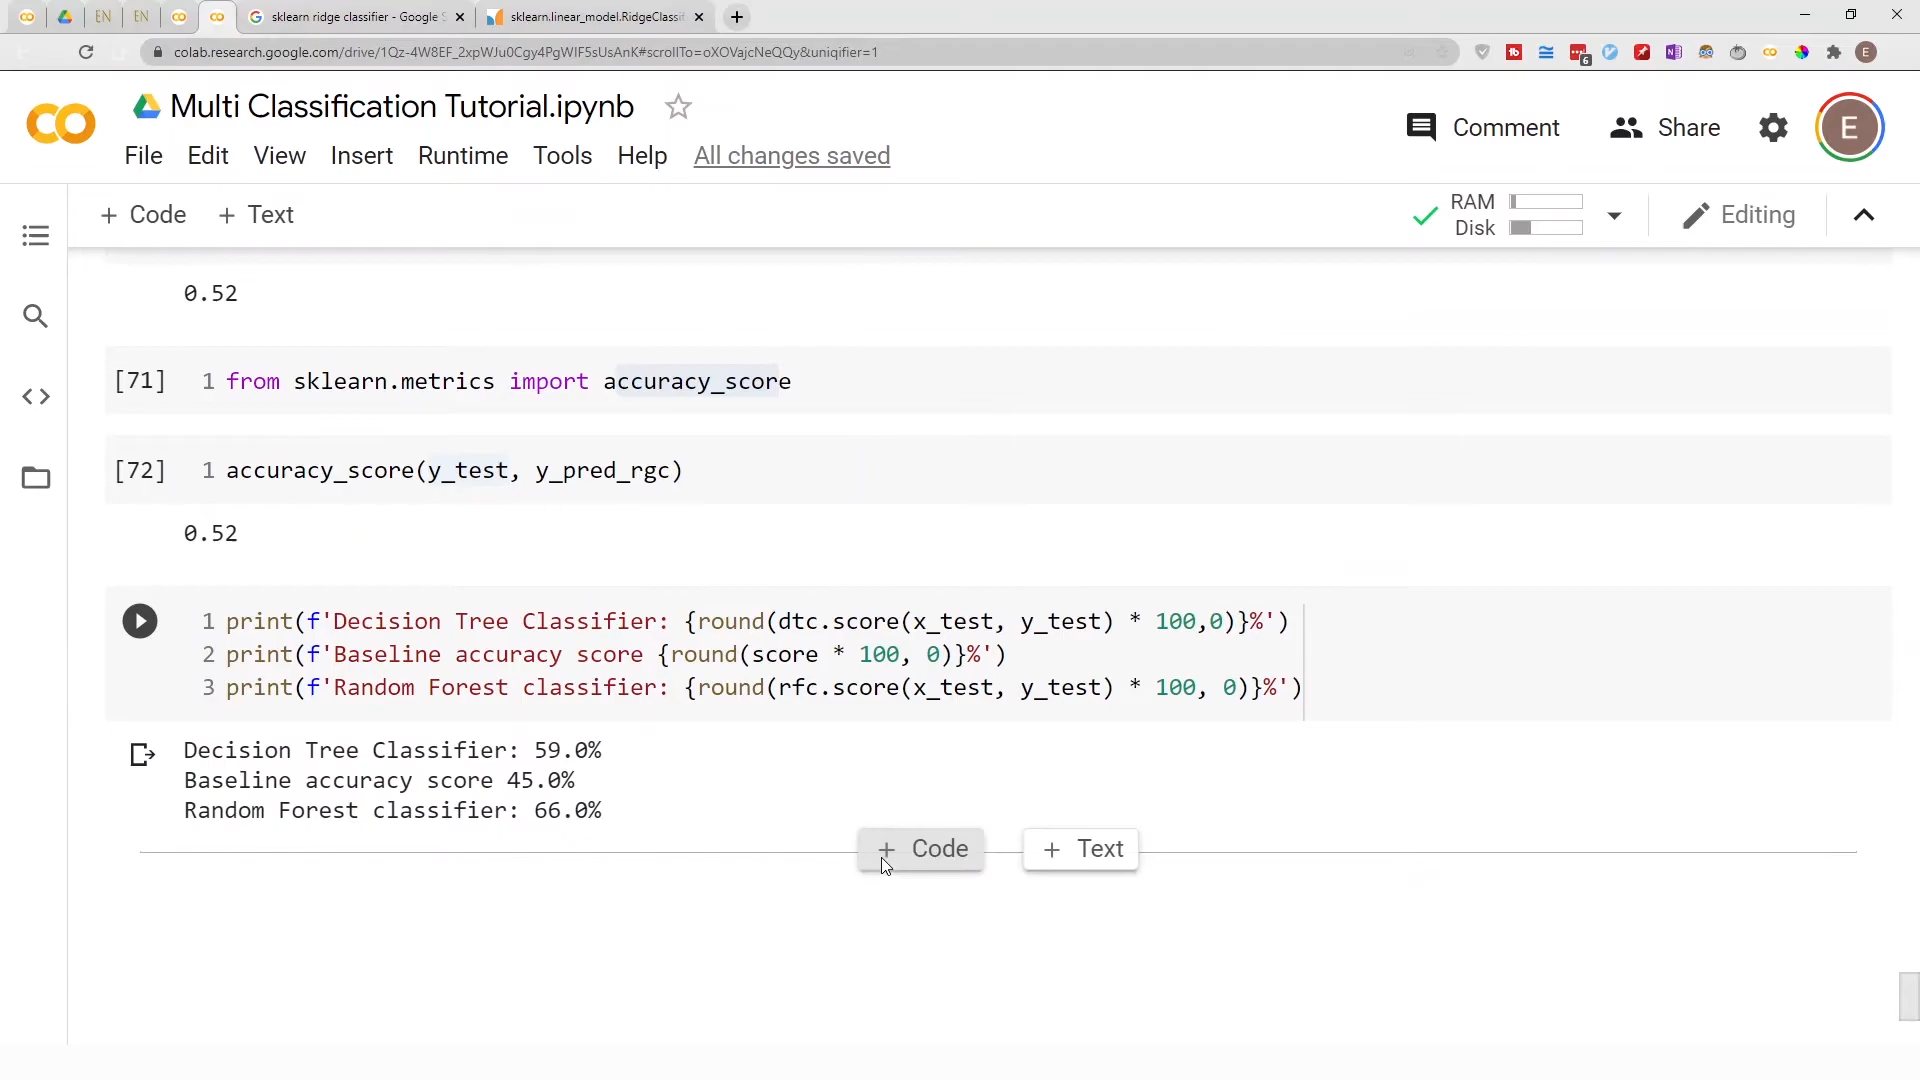 sklearn ridge classifier - Google S
sklearn.linear_model.RidgeClassif
colab.research.google.com/drive/1Qz-4W8EF_2xpWJu0Cgy4PgWIF5sUsAnK#scrollTo=oXOVajcNeQQy&uniqifier=1
6
E
Multi Classification Tutorial.ipynb
Comment
Share
E
File Edit View Insert Runtime Tools Help All changes saved
+ Code + Text
RAM
Disk
Editing
0.52
[71] 1 from sklearn.metrics import accuracy_score
[72] 1 accuracy_score(y_test, y_pred_rgc)
0.52
1 print(f'Decision Tree Classifier: {round(dtc.score(x_test, y_test) * 100,0)}%')
2 print(f'Baseline accuracy score {round(score * 100, 0)}%')
3 print(f'Random Forest classifier: {round(rfc.score(x_test, y_test) * 100, 0)}%')
Decision Tree Classifier: 59.0%
Baseline accuracy score 45.0%
Random Forest classifier: 66.0%
+ Code + Text